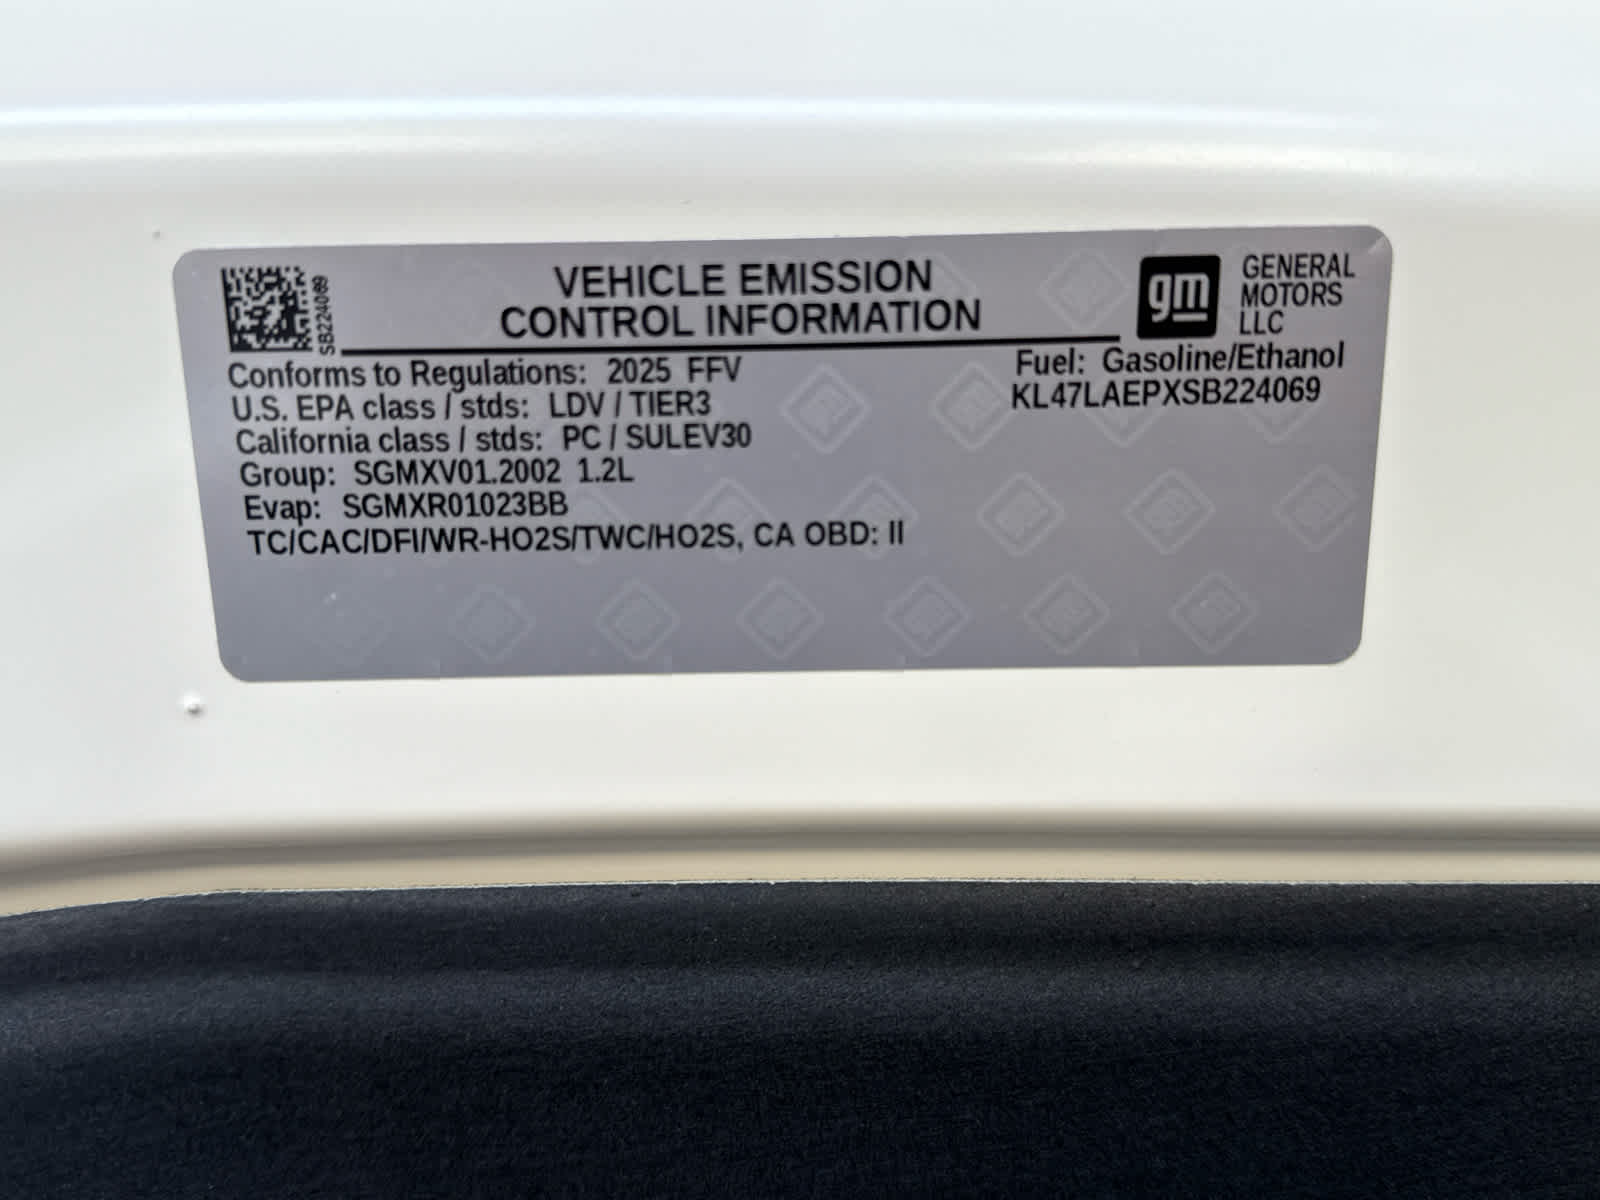 SB224069
VEHICLE EMISSION
CONTROL INFORMATION
gm
GENERAL
MOTORS
LLC
Conforms to Regulations: 2025 FFV
Fuel: Gasoline/Ethanol
U.S. EPA class / stds: LDV / TIER3
KL47LAEPXSB224069
California class / stds: PC / SULEV30
Group: SGMXV01.2002 1.2L
Evap: SGMXR01023BB
TC/CAC/DFI/WR-HO2S/TWC/HO2S, CA OBD: II